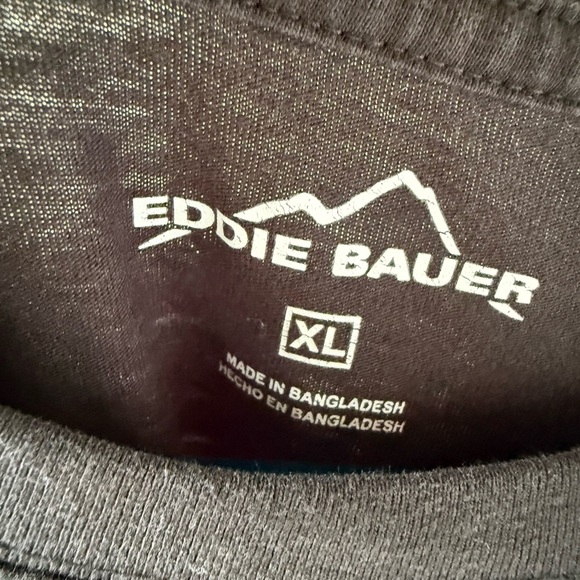 EDDIE BAUER
XL
MADE IN BANGLADESH
HECHO EN BANGLADESH